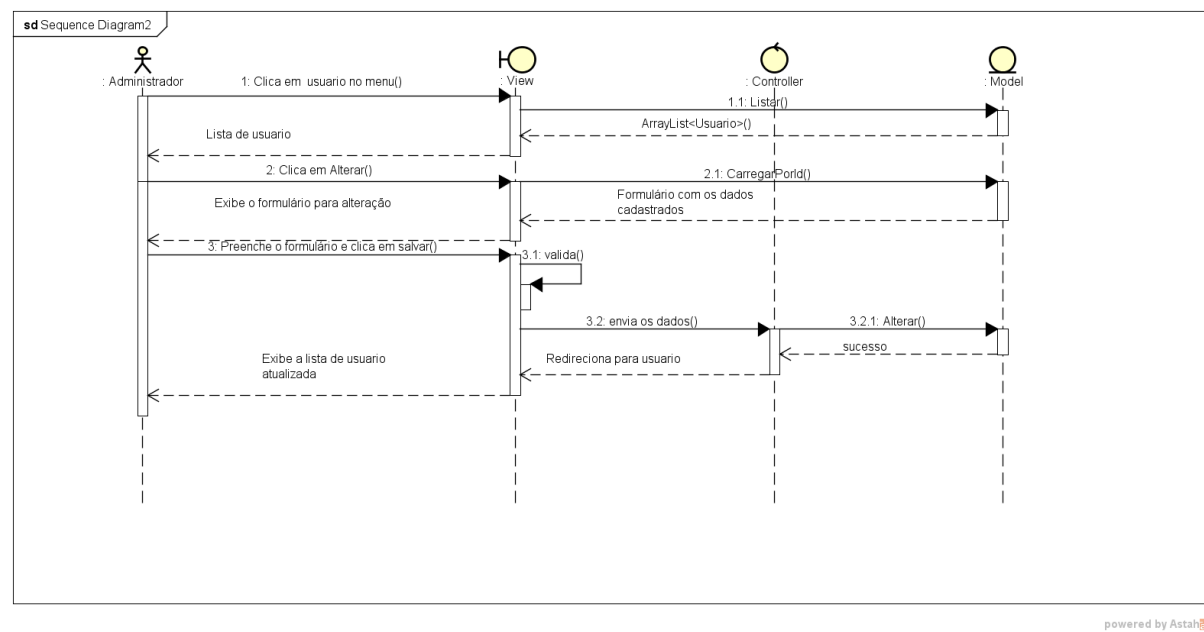 sd Sequence Diagram2
: Administrador
: View
: Controller
: Model
1: Clica em usuario no menu()
1.1: Listar()
ArrayList<Usuario>()
Lista de usuario
2: Clica em Alterar()
2.1: CarregarPorId()
Exibe o formulário para alteração
Formulário com os dados
cadastrados
3: Preenche o formulário e clica em salvar()
3.1: valida()
3.2: envia os dados()
3.2.1: Alterar()
sucesso
Exibe a lista de usuario
atualizada
Redireciona para usuario
powered by Astah